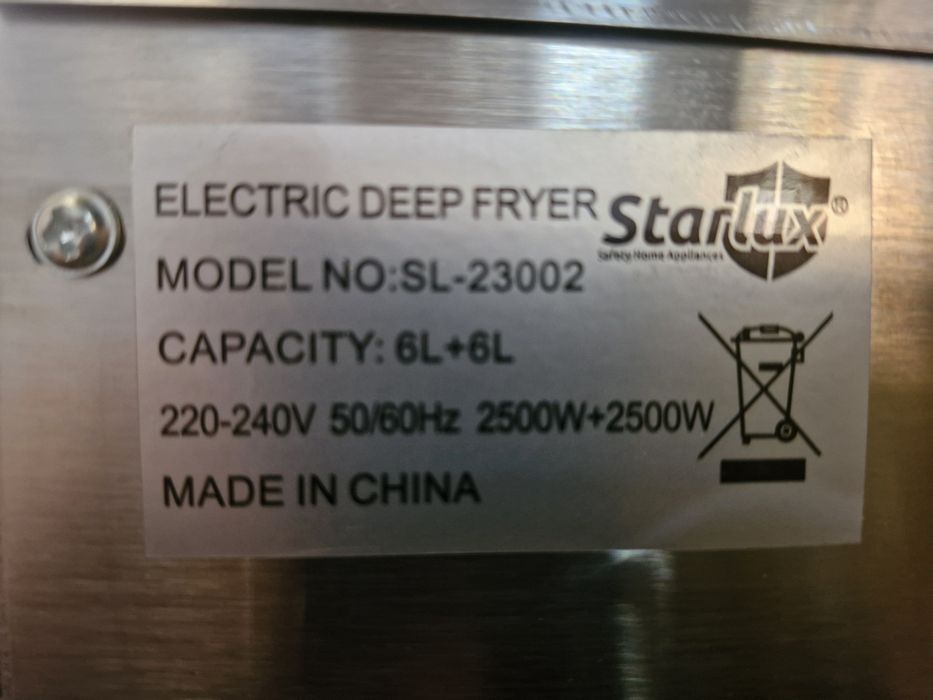 ELECTRIC DEEP FRYER
Starlux®
Safety Home Appliances
MODEL NO:SL-23002
CAPACITY: 6L+6L
220-240V 50/60Hz 2500W+2500W
MADE IN CHINA